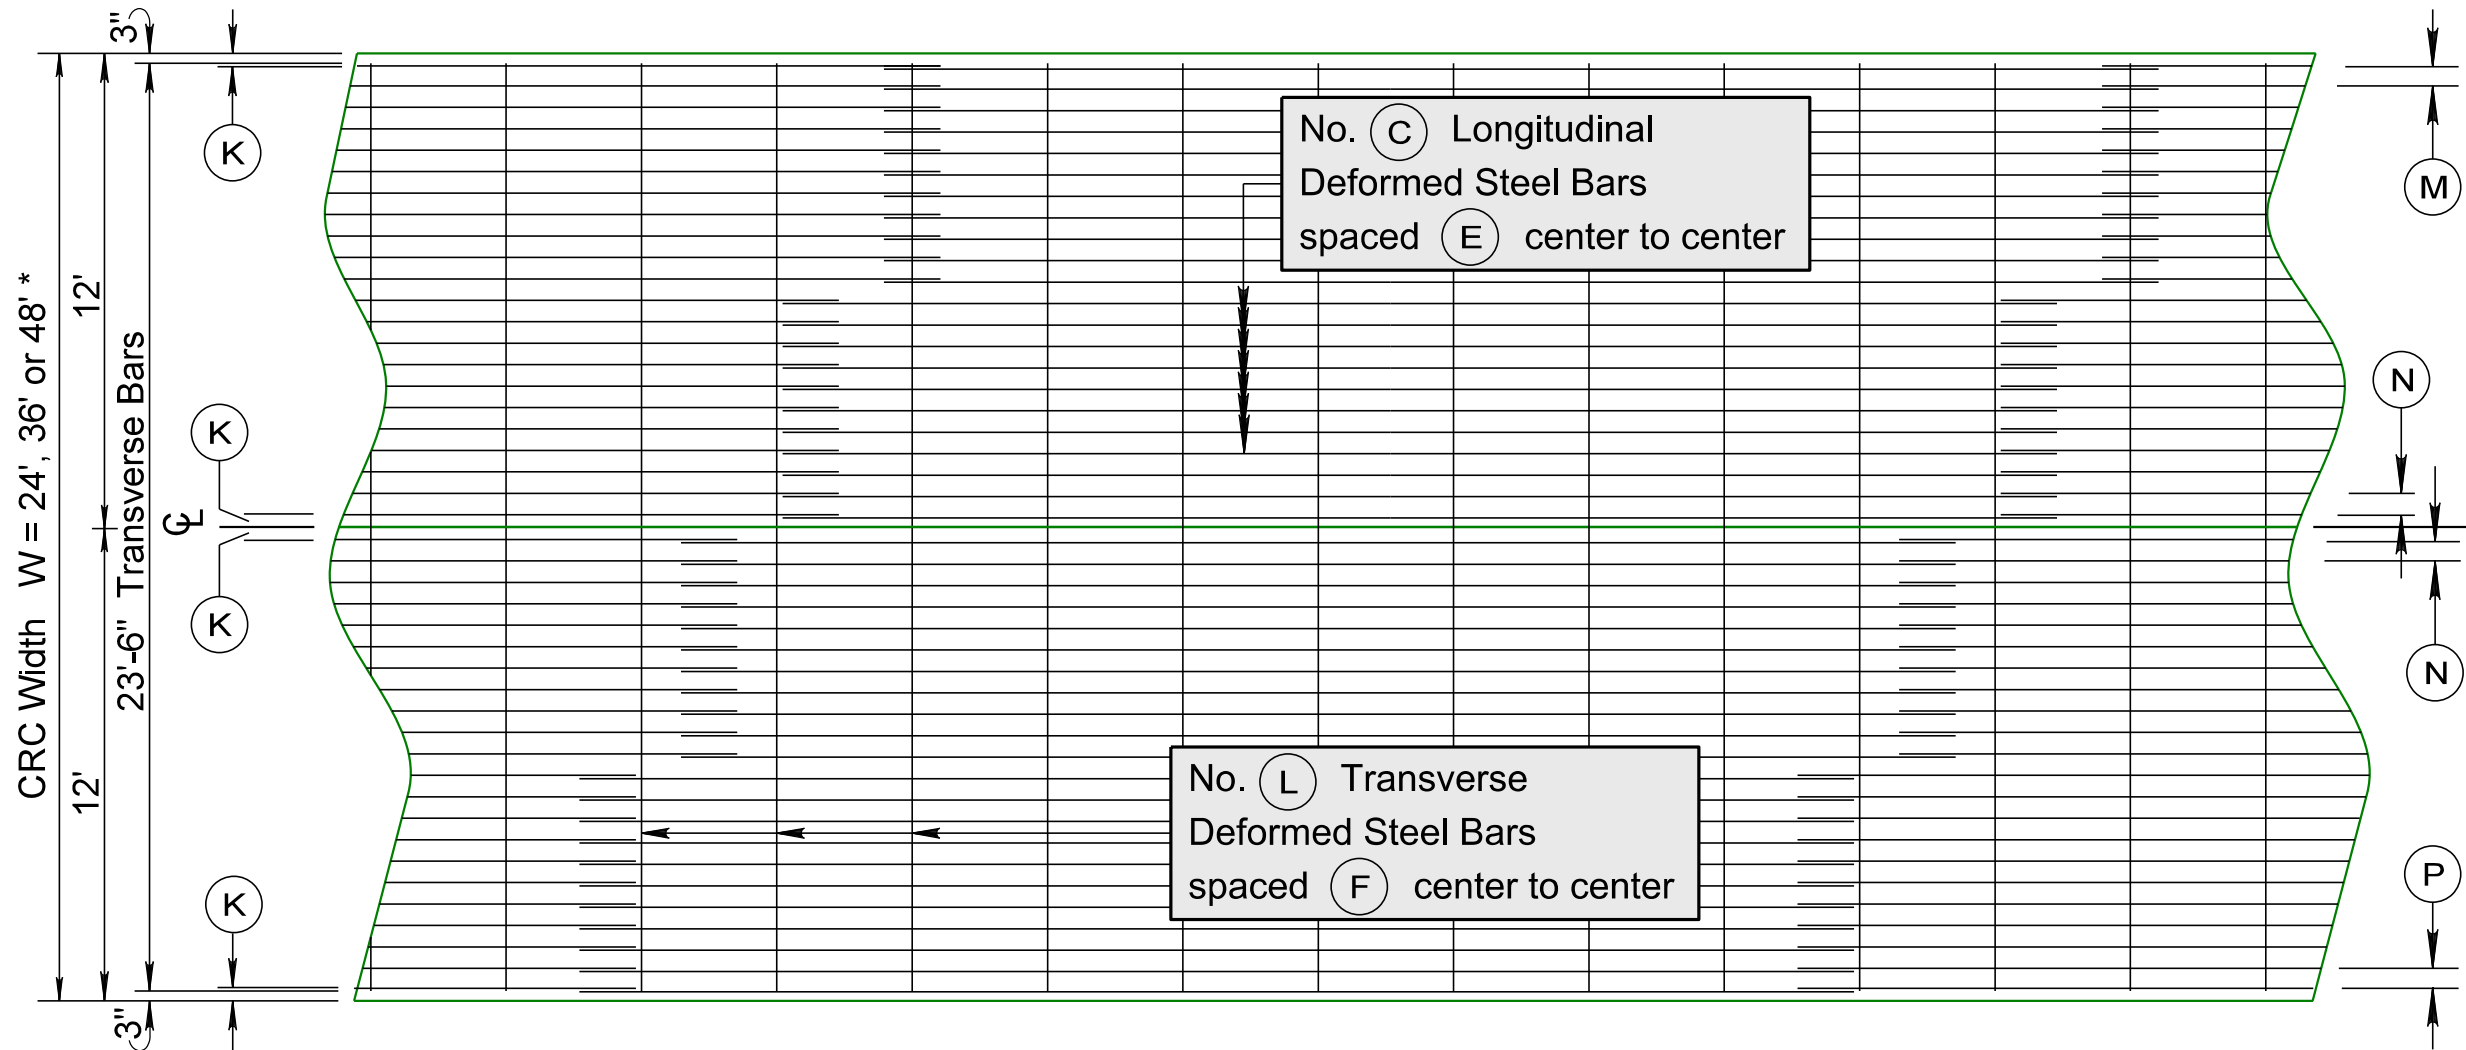 3"
K
No. C Longitudinal
Deformed Steel Bars
spaced E center to center
M
CRC Width W = 24', 36' or 48' *
12'
23'-6" Transverse Bars
K
CL
K
12'
N
N
No. L Transverse
Deformed Steel Bars
spaced F center to center
K
P
3"